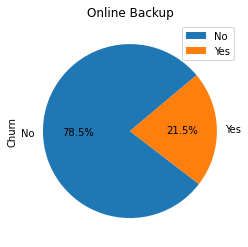 Online Backup
No
Yes
Churn
No
78.5%
21.5%
Yes